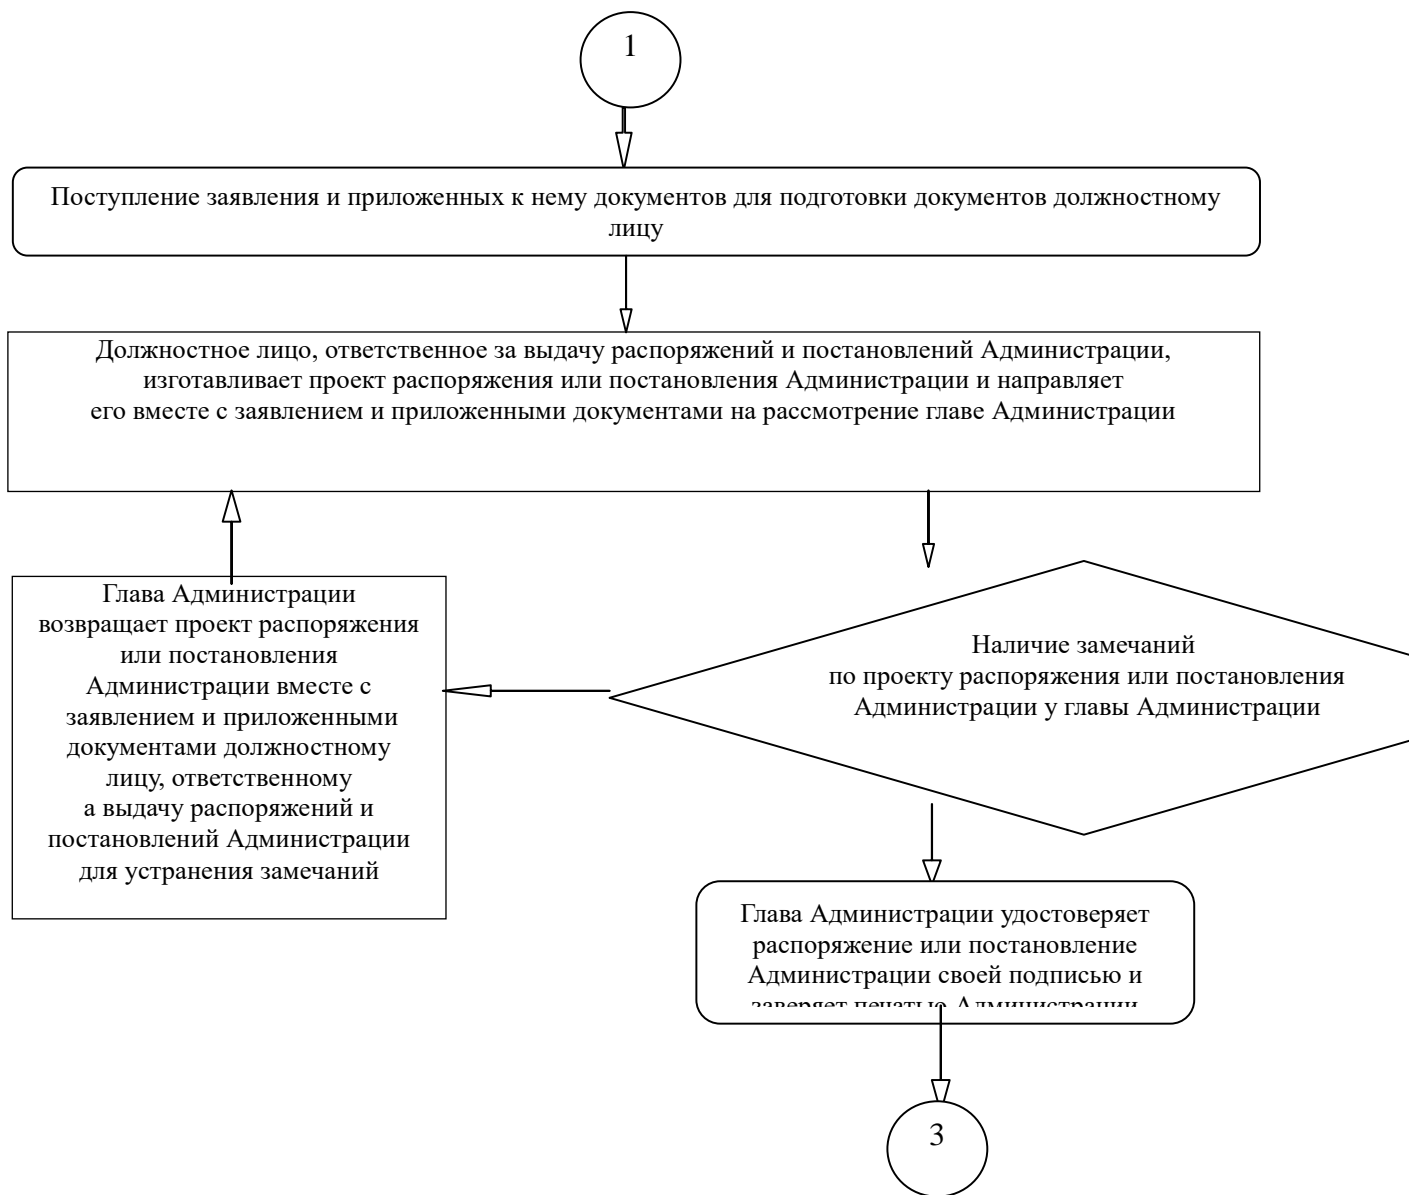 1
Поступление заявления и приложенных к нему документов для подготовки документов должностному
лицу
Должностное лицо, ответственное за выдачу распоряжений и постановлений Администрации,
изготавливает проект распоряжения или постановления Администрации и направляет
его вместе с заявлением и приложенными документами на рассмотрение главе Администрации
Глава Администрации
возвращает проект распоряжения
или постановления
Администрации вместе с
заявлением и приложенными
документами должностному
лицу, ответственному
а выдачу распоряжений и
постановлений Администрации
для устранения замечаний
Наличие замечаний
по проекту распоряжения или постановления
Администрации у главы Администрации
Глава Администрации удостоверяет
распоряжение или постановление
Администрации своей подписью и
заверяет печатью Администрации
3